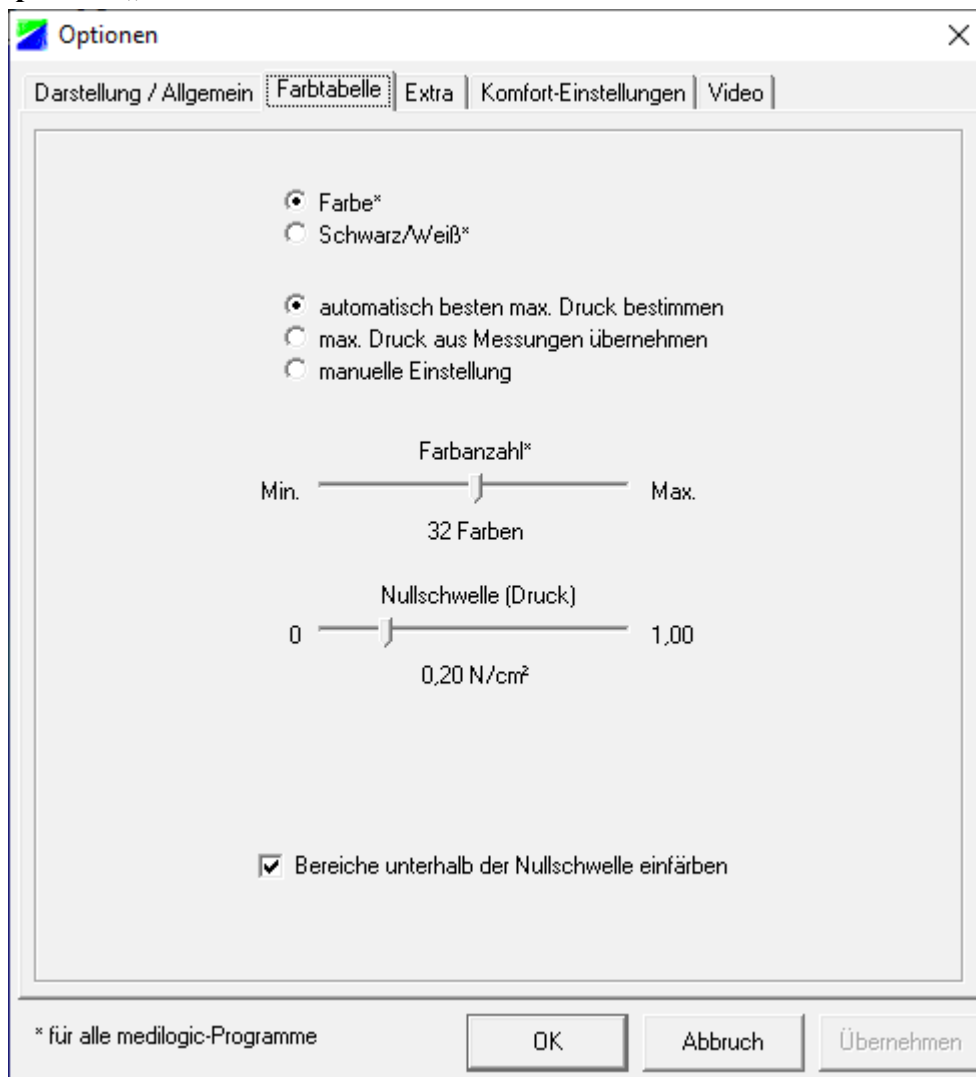 Optionen
Darstellung / Allgemein Farbtabelle Extra Komfort-Einstellungen Video
Farbe*
Schwarz/Weiß*
automatisch besten max. Druck bestimmen
max. Druck aus Messungen übernehmen
manuelle Einstellung
Farbanzahl*
Min. Max.
32 Farben
Nullschwelle (Druck)
0 1,00
0,20 N/cm²
Bereiche unterhalb der Nullschwelle einfärben
* für alle medilogic-Programme OK Abbruch Übernehmen